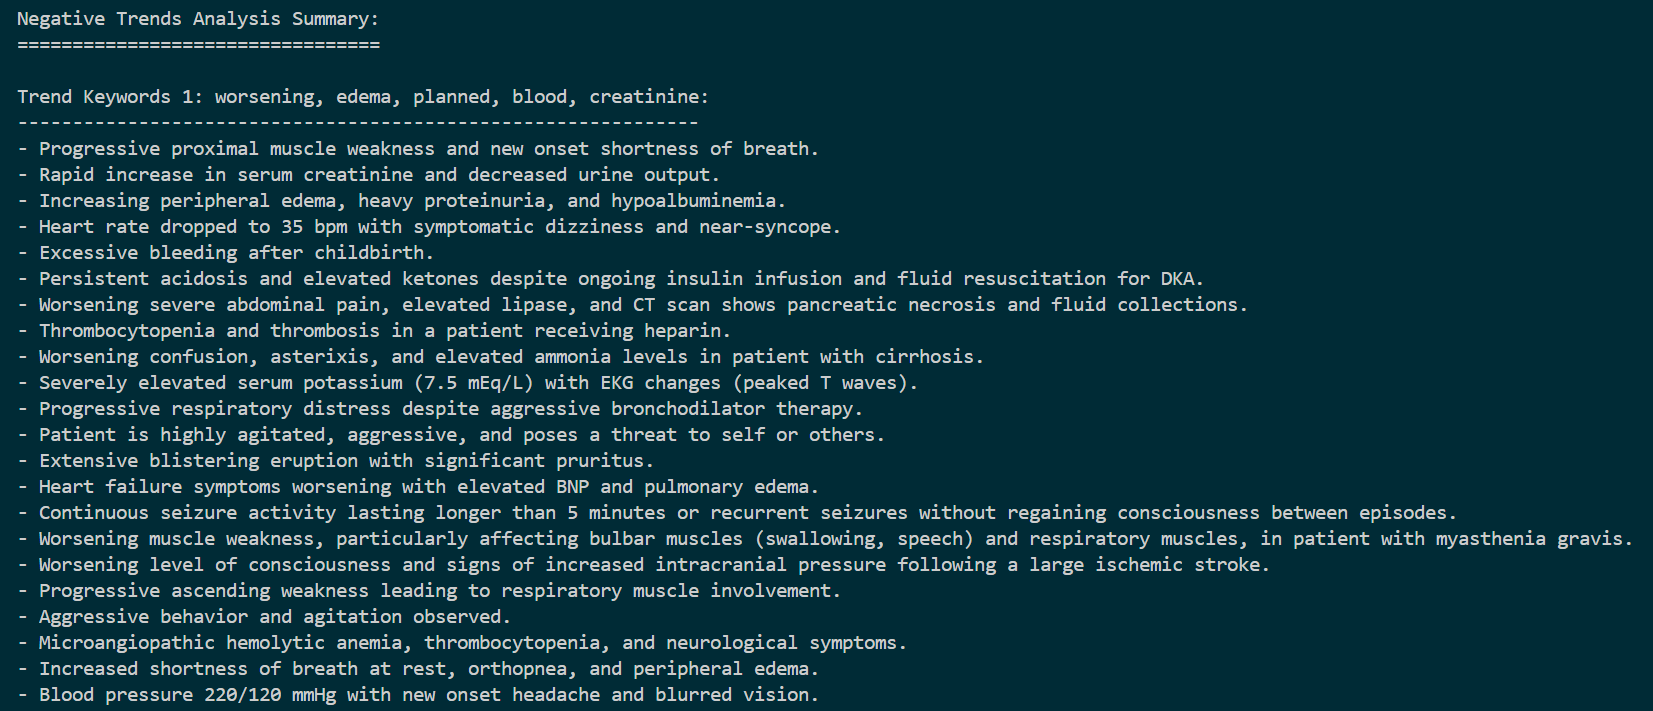 Negative Trends Analysis Summary:
=================================
Trend Keywords 1: worsening, edema, planned, blood, creatinine:
--------------------------------------------------------------
- Progressive proximal muscle weakness and new onset shortness of breath.
- Rapid increase in serum creatinine and decreased urine output.
- Increasing peripheral edema, heavy proteinuria, and hypoalbuminemia.
- Heart rate dropped to 35 bpm with symptomatic dizziness and near-syncope.
- Excessive bleeding after childbirth.
- Persistent acidosis and elevated ketones despite ongoing insulin infusion and fluid resuscitation for DKA.
- Worsening severe abdominal pain, elevated lipase, and CT scan shows pancreatic necrosis and fluid collections.
- Thrombocytopenia and thrombosis in a patient receiving heparin.
- Worsening confusion, asterixis, and elevated ammonia levels in patient with cirrhosis.
- Severely elevated serum potassium (7.5 mEq/L) with EKG changes (peaked T waves).
- Progressive respiratory distress despite aggressive bronchodilator therapy.
- Patient is highly agitated, aggressive, and poses a threat to self or others.
- Extensive blistering eruption with significant pruritus.
- Heart failure symptoms worsening with elevated BNP and pulmonary edema.
- Continuous seizure activity lasting longer than 5 minutes or recurrent seizures without regaining consciousness between episodes.
- Worsening muscle weakness, particularly affecting bulbar muscles (swallowing, speech) and respiratory muscles, in patient with myasthenia gravis.
- Worsening level of consciousness and signs of increased intracranial pressure following a large ischemic stroke.
- Progressive ascending weakness leading to respiratory muscle involvement.
- Aggressive behavior and agitation observed.
- Microangiopathic hemolytic anemia, thrombocytopenia, and neurological symptoms.
- Increased shortness of breath at rest, orthopnea, and peripheral edema.
- Blood pressure 220/120 mmHg with new onset headache and blurred vision.